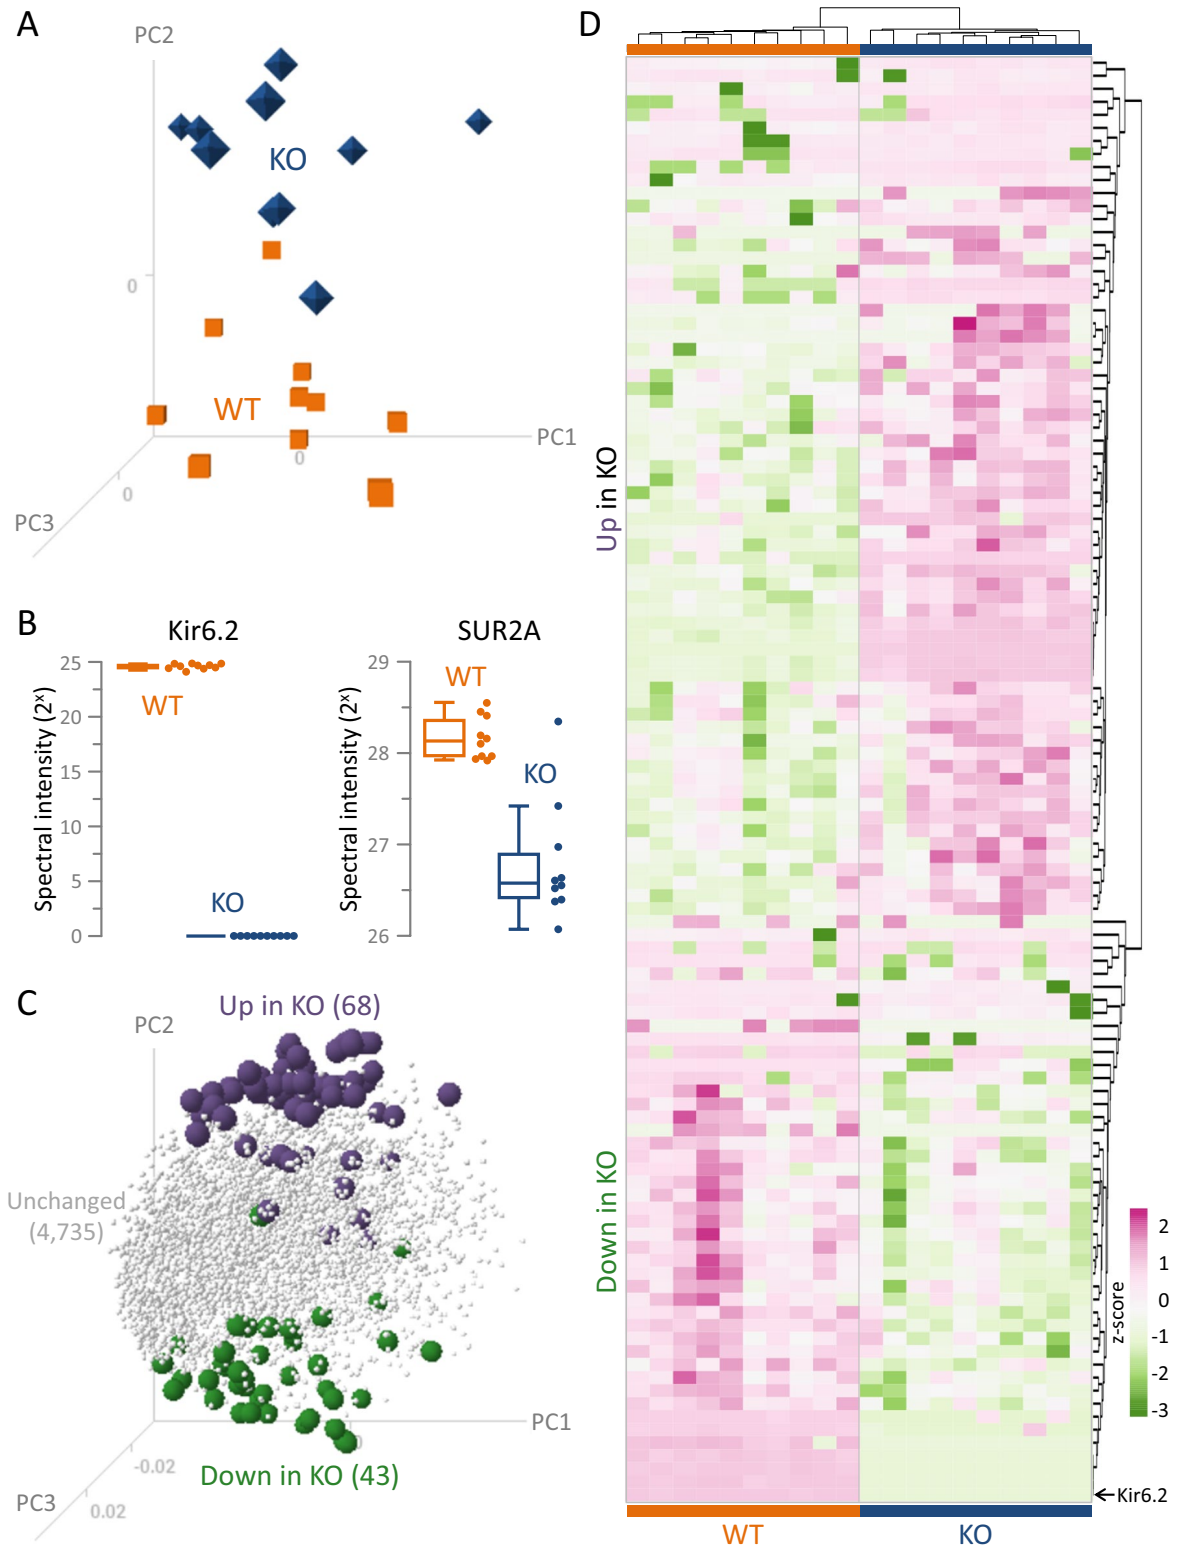 A
PC2
KO
0
WT
PC1
0
0
PC3
B
Kir6.2
Spectral intensity (2ˣ)
25
20
15
10
5
0
WT
KO
SUR2A
Spectral intensity (2ˣ)
29
28
27
26
WT
KO
C
Up in KO (68)
PC2
Unchanged
(4,735)
PC1
0
-0.02
Down in KO (43)
PC3
0.02
D
Up in KO
Down in KO
z-score
2
1
0
-1
-2
-3
Kir6.2
WT
KO